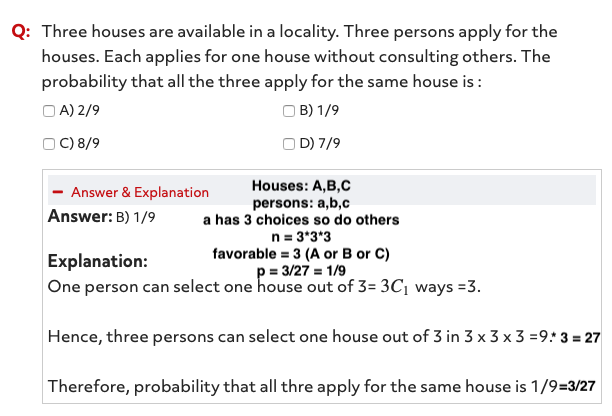 Q: Three houses are available in a locality. Three persons apply for the
houses. Each applies for one house without consulting others. The
probability that all the three apply for the same house is :
A) 2/9 B) 1/9
C) 8/9 D) 7/9
− Answer & Explanation
Houses: A,B,C
persons: a,b,c
Answer: B) 1/9
a has 3 choices so do others
n = 3*3*3
favorable = 3 (A or B or C)
Explanation:
p = 3/27 = 1/9
One person can select one house out of 3= 3C₁ ways =3.
Hence, three persons can select one house out of 3 in 3 x 3 x 3 =9.* 3 = 27
Therefore, probability that all thre apply for the same house is 1/9=3/27